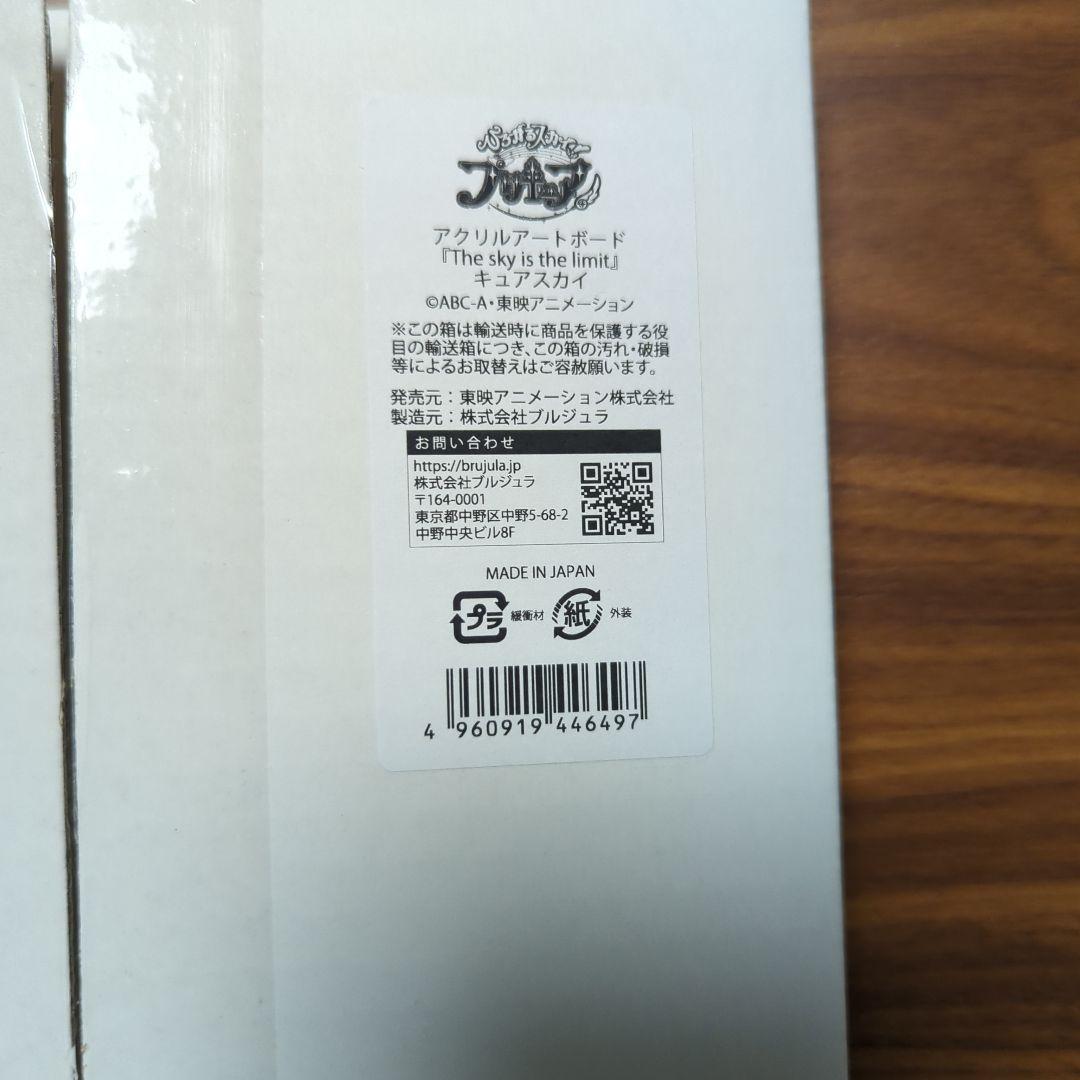 ひろがるスカイ!
プリキュア
アクリルアートボード
『The sky is the limit』
キュアスカイ
©ABC-A・東映アニメーション
※この箱は輸送時に商品を保護する役
目の輸送箱につき、この箱の汚れ・破損
等によるお取替えはご容赦願います。
発売元：東映アニメーション株式会社
製造元：株式会社ブルジュラ
お問い合わせ
https://brujula.jp
株式会社ブルジュラ
〒164-0001
東京都中野区中野5-68-2
中野中央ビル8F
MADE IN JAPAN
プラ 緩衝材 紙 外装
4 960919 446497